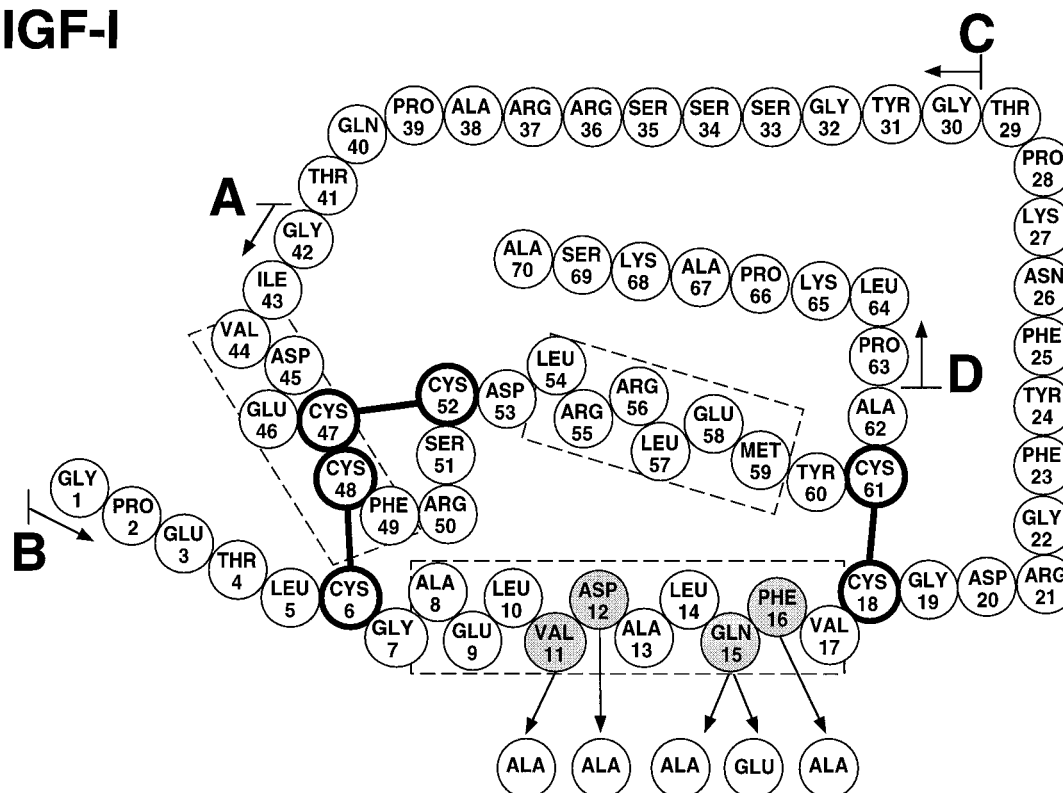 IGF-I
C
PRO 39
ALA 38
ARG 37
ARG 36
SER 35
SER 34
SER 33
GLY 32
TYR 31
GLY 30
THR 29
GLN 40
PRO 28
THR 41
A
LYS 27
GLY 42
ALA 70
SER 69
LYS 68
ALA 67
PRO 66
LYS 65
LEU 64
ASN 26
ILE 43
VAL 44
PRO 63
PHE 25
ASP 45
LEU 54
D
CYS 52
ASP 53
ARG 56
TYR 24
GLU 46
CYS 47
ARG 55
GLU 58
ALA 62
SER 51
LEU 57
MET 59
PHE 23
GLY 1
CYS 48
TYR 60
CYS 61
PRO 2
PHE 49
ARG 50
GLY 22
B
GLU 3
THR 4
LEU 5
CYS 6
ALA 8
LEU 10
ASP 12
LEU 14
PHE 16
CYS 18
GLY 19
ASP 20
ARG 21
GLY 7
GLU 9
VAL 11
ALA 13
GLN 15
VAL 17
ALA
ALA
ALA
GLU
ALA